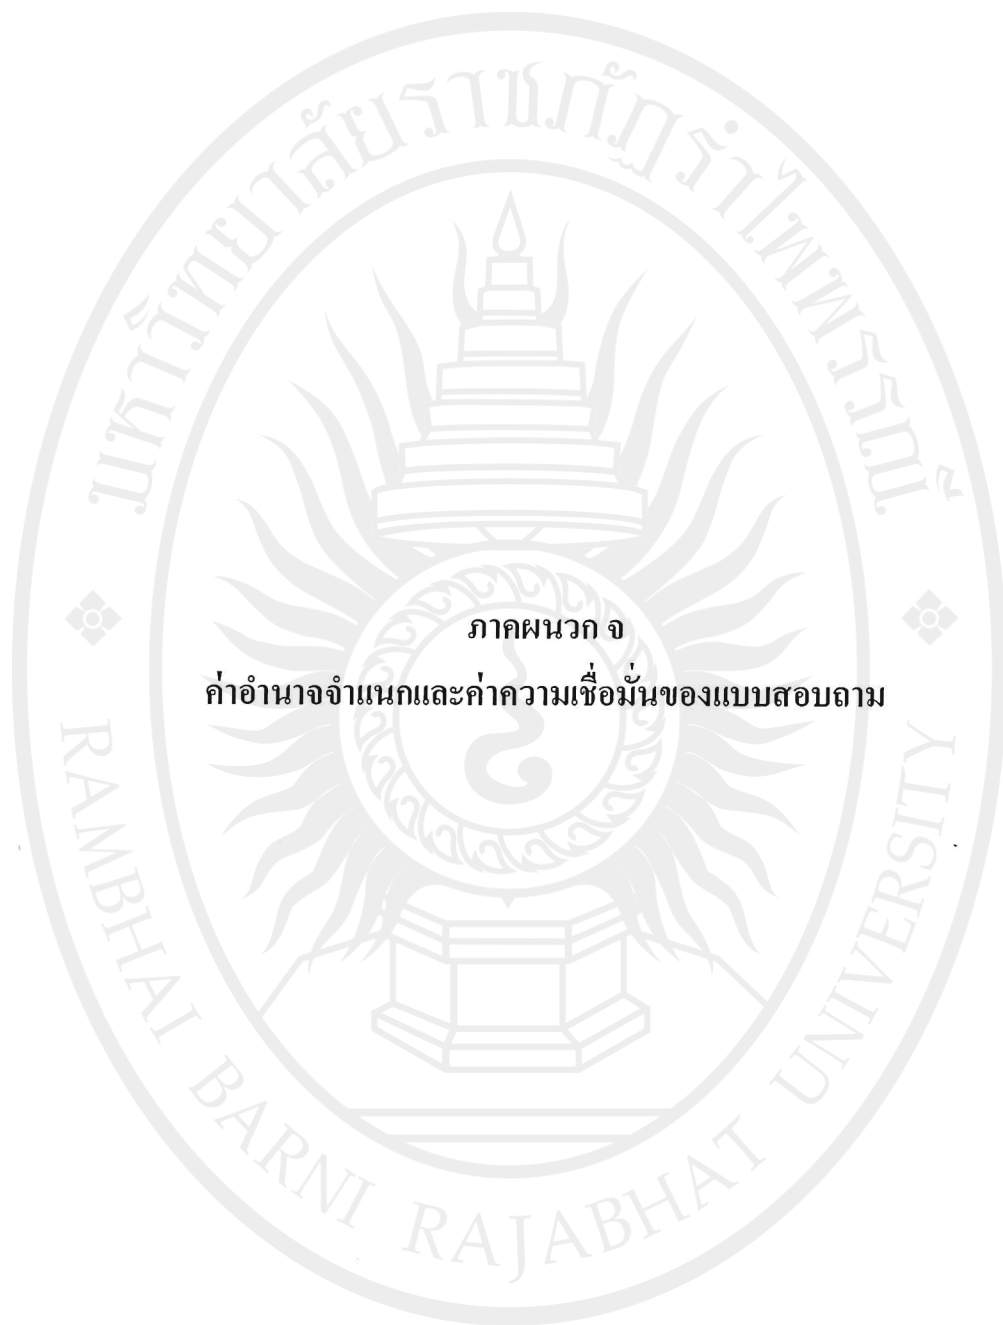 มหาวิทยาลัยราชภัฏรำไพพรรณี
ภาคผนวก จ
ค่าอำนาจจำแนกและค่าความเชื่อมั่นของแบบสอบถาม
RAMBHAI BARNI RAJABHAT UNIVERSITY